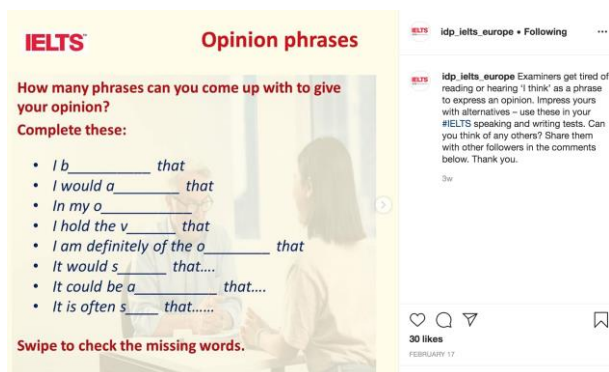 IELTS™
Opinion phrases
How many phrases can you come up with to give
your opinion?
Complete these:
• I b__________ that
• I would a________ that
• In my o___________
• I hold the v______ that
• I am definitely of the o________ that
• It would s______ that....
• It could be a__________ that....
• It is often s____ that......
Swipe to check the missing words.
IELTS
idp_ielts_europe • Following
...
IELTS
idp_ielts_europe Examiners get tired of
reading or hearing 'I think' as a phrase
to express an opinion. Impress yours
with alternatives – use these in your
#IELTS speaking and writing tests. Can
you think of any others? Share them
with other followers in the comments
below. Thank you.
3w
30 likes
FEBRUARY 17